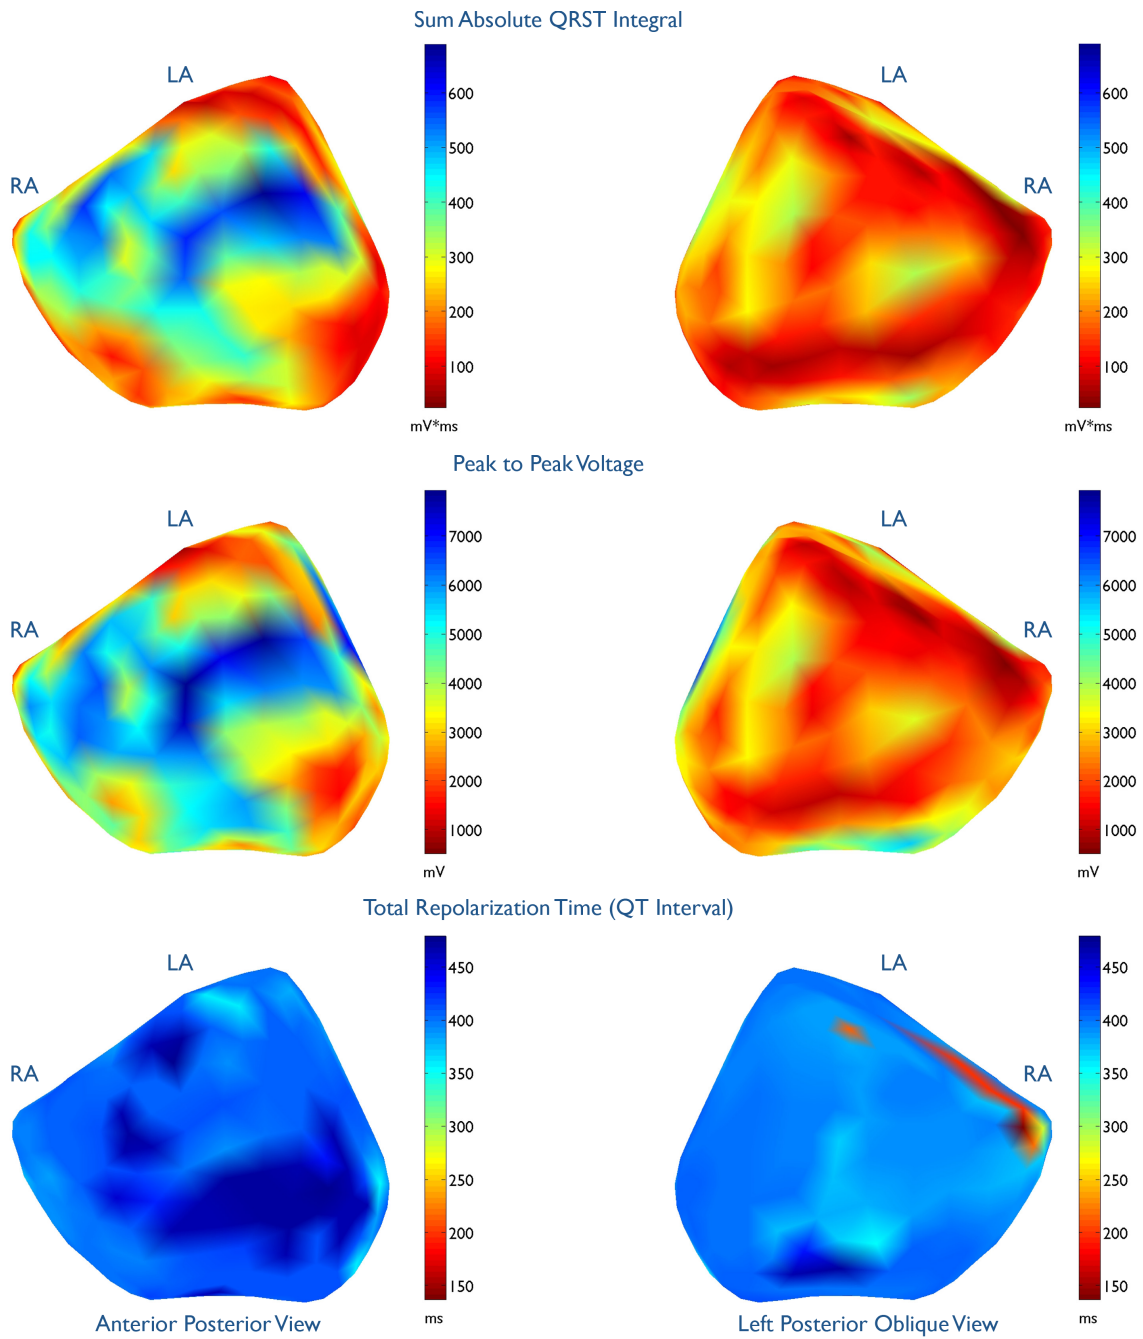 Sum Absolute QRST Integral
LA
LA
RA
RA
600
500
400
300
200
100
mV*ms
600
500
400
300
200
100
mV*ms
Peak to Peak Voltage
LA
LA
RA
RA
7000
6000
5000
4000
3000
2000
1000
mV
7000
6000
5000
4000
3000
2000
1000
mV
Total Repolarization Time (QT Interval)
LA
LA
RA
RA
450
400
350
300
250
200
150
ms
450
400
350
300
250
200
150
ms
Anterior Posterior View
Left Posterior Oblique View